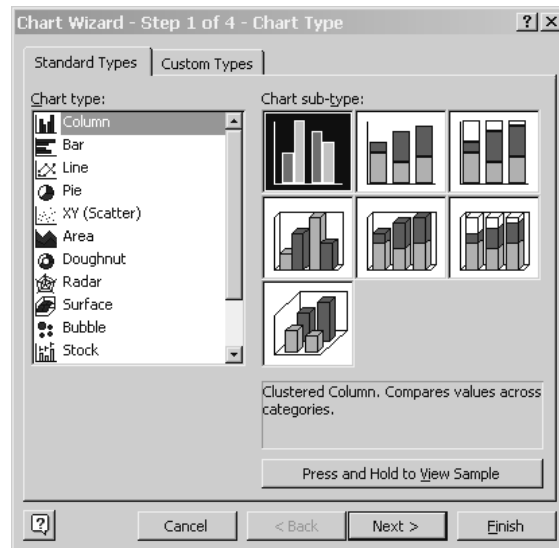 Chart Wizard - Step 1 of 4 - Chart Type
Standard Types
Custom Types
Chart type:
Column
Bar
Line
Pie
XY (Scatter)
Area
Doughnut
Radar
Surface
Bubble
Stock
Chart sub-type:
Clustered Column. Compares values across
categories.
Press and Hold to View Sample
Cancel
< Back
Next >
Finish